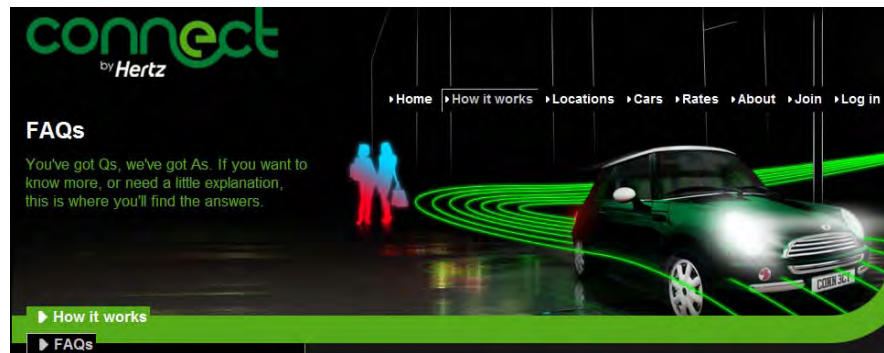 connect
by Hertz
Home How it works Locations Cars Rates About Join Log in
FAQs
You've got Qs, we've got As. If you want to
know more, or need a little explanation,
this is where you'll find the answers.
CONN3CT
How it works
FAQs